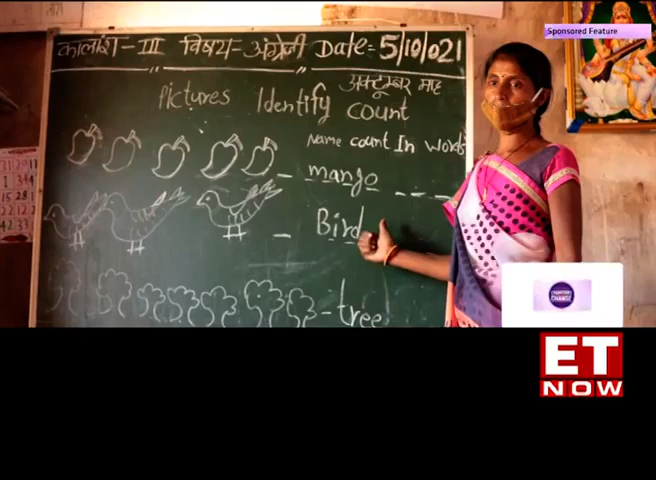 Sponsored Feature
कालांश - III विषय - अंग्रेजी Date = 5/10/021
अक्टूम्बर माह
Pictures Identify count
Name count In words
- mango - - -
- Bird
- tree
CHANGE
ET
NOW